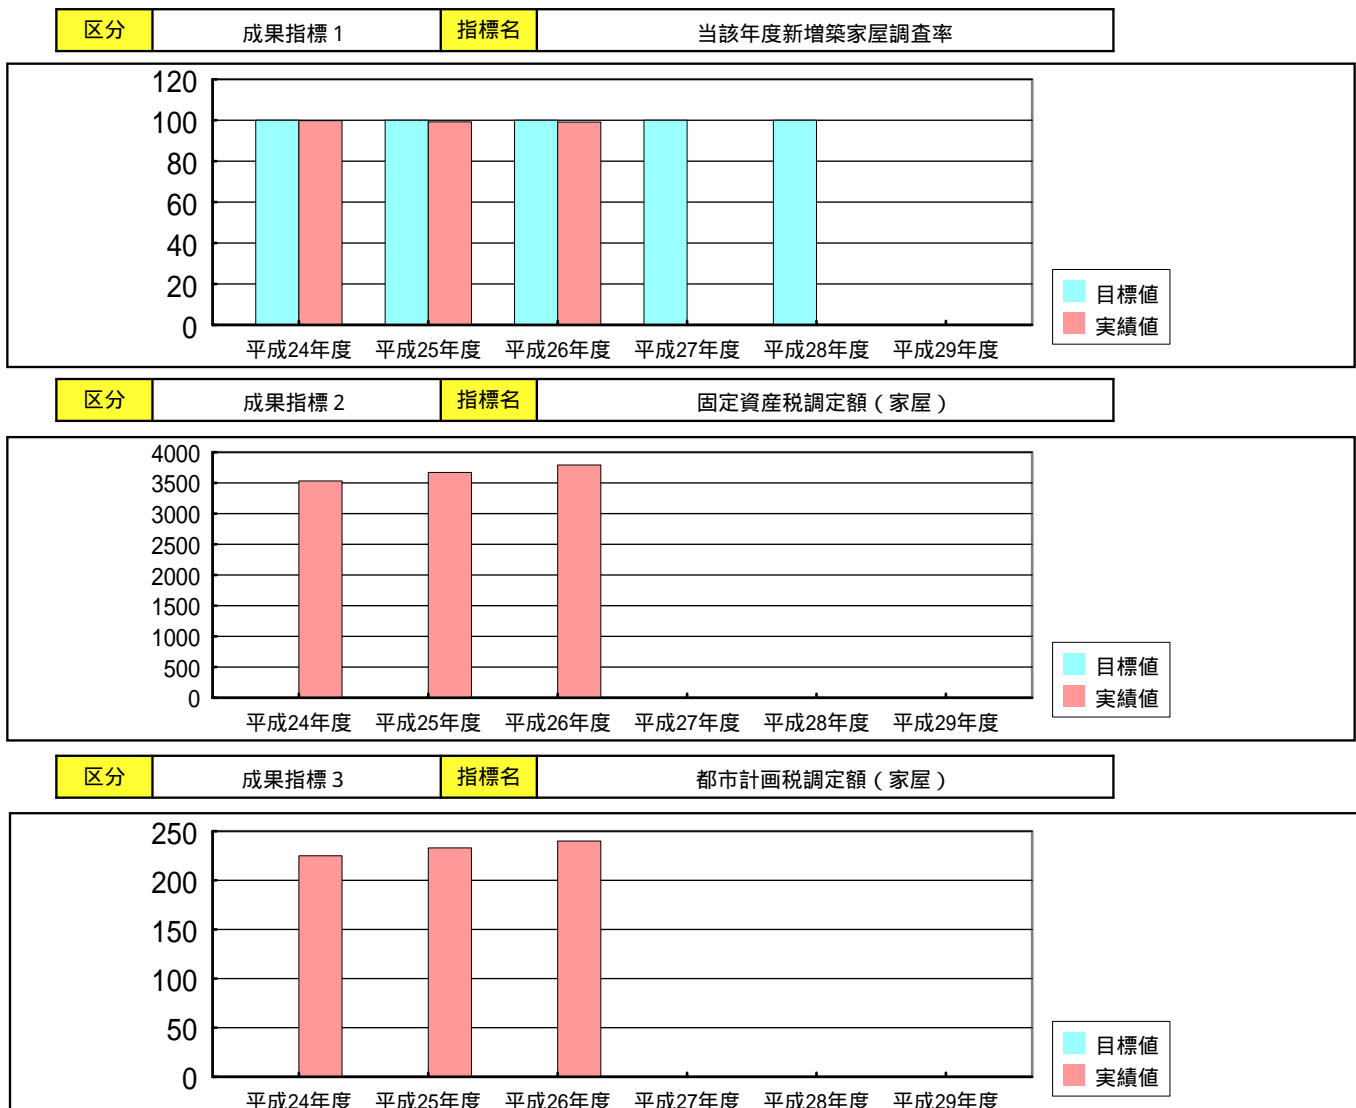 区分 成果指標1 指標名 当該年度新増築家屋調査率
120
100
80
60
40
20
0
平成24年度 平成25年度 平成26年度 平成27年度 平成28年度 平成29年度
目標値
実績値
区分 成果指標2 指標名 固定資産税調定額（家屋）
4000
3500
3000
2500
2000
1500
1000
500
0
平成24年度 平成25年度 平成26年度 平成27年度 平成28年度 平成29年度
目標値
実績値
区分 成果指標3 指標名 都市計画税調定額（家屋）
250
200
150
100
50
0
平成24年度 平成25年度 平成26年度 平成27年度 平成28年度 平成29年度
目標値
実績値